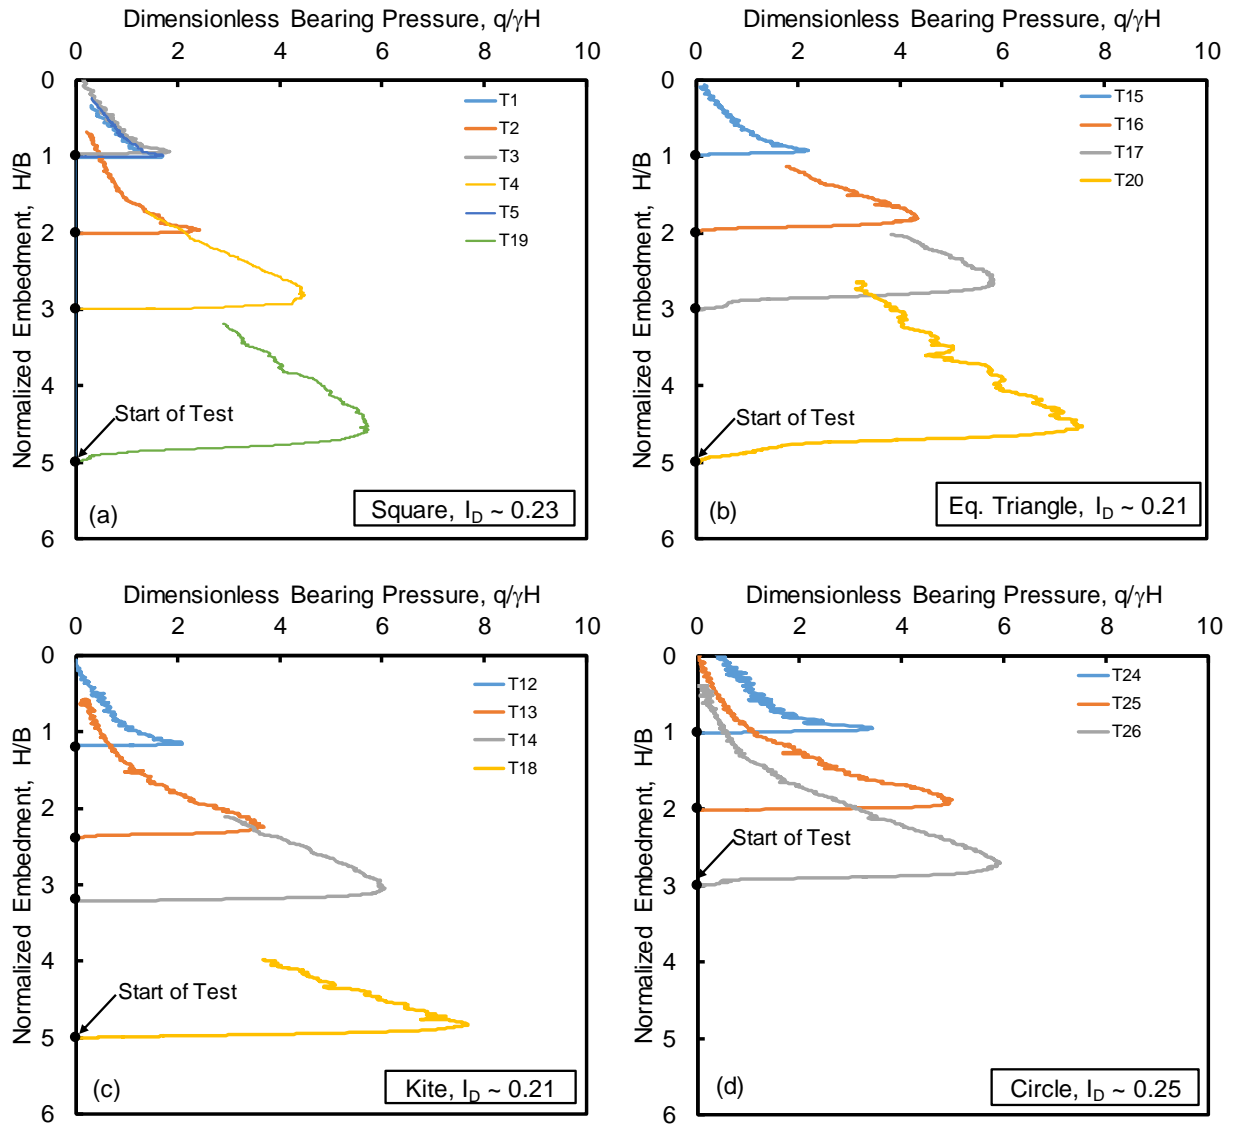 Dimensionless Bearing Pressure, q/γH
0 2 4 6 8 10
Normalized Embedment, H/B
0
1
2
3
4
5
6
T1
T2
T3
T4
T5
T19
Start of Test
(a)
Square, I_D ~ 0.23
Dimensionless Bearing Pressure, q/γH
0 2 4 6 8 10
Normalized Embedment, H/B
0
1
2
3
4
5
6
T15
T16
T17
T20
Start of Test
(b)
Eq. Triangle, I_D ~ 0.21
Dimensionless Bearing Pressure, q/γH
0 2 4 6 8 10
Normalized Embedment, H/B
0
1
2
3
4
5
6
T12
T13
T14
T18
Start of Test
(c)
Kite, I_D ~ 0.21
Dimensionless Bearing Pressure, q/γH
0 2 4 6 8 10
Normalized Embedment, H/B
0
1
2
3
4
5
6
T24
T25
T26
Start of Test
(d)
Circle, I_D ~ 0.25